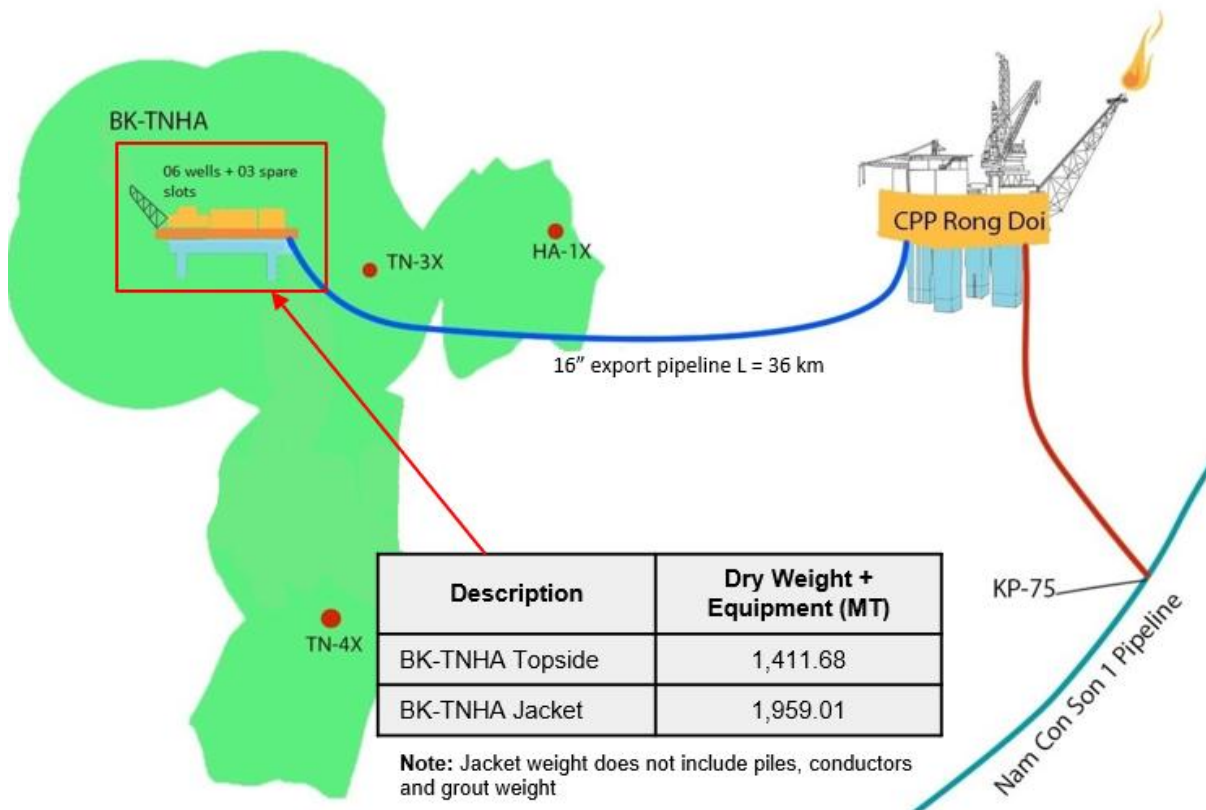 BK-TNHA
06 wells + 03 spare
slots
TN-3X
HA-1X
CPP Rong Doi
16” export pipeline L = 36 km
TN-4X
KP-75
Nam Con Son 1 Pipeline
Description
Dry Weight +
Equipment (MT)
BK-TNHA Topside
1,411.68
BK-TNHA Jacket
1,959.01
Note: Jacket weight does not include piles, conductors
and grout weight